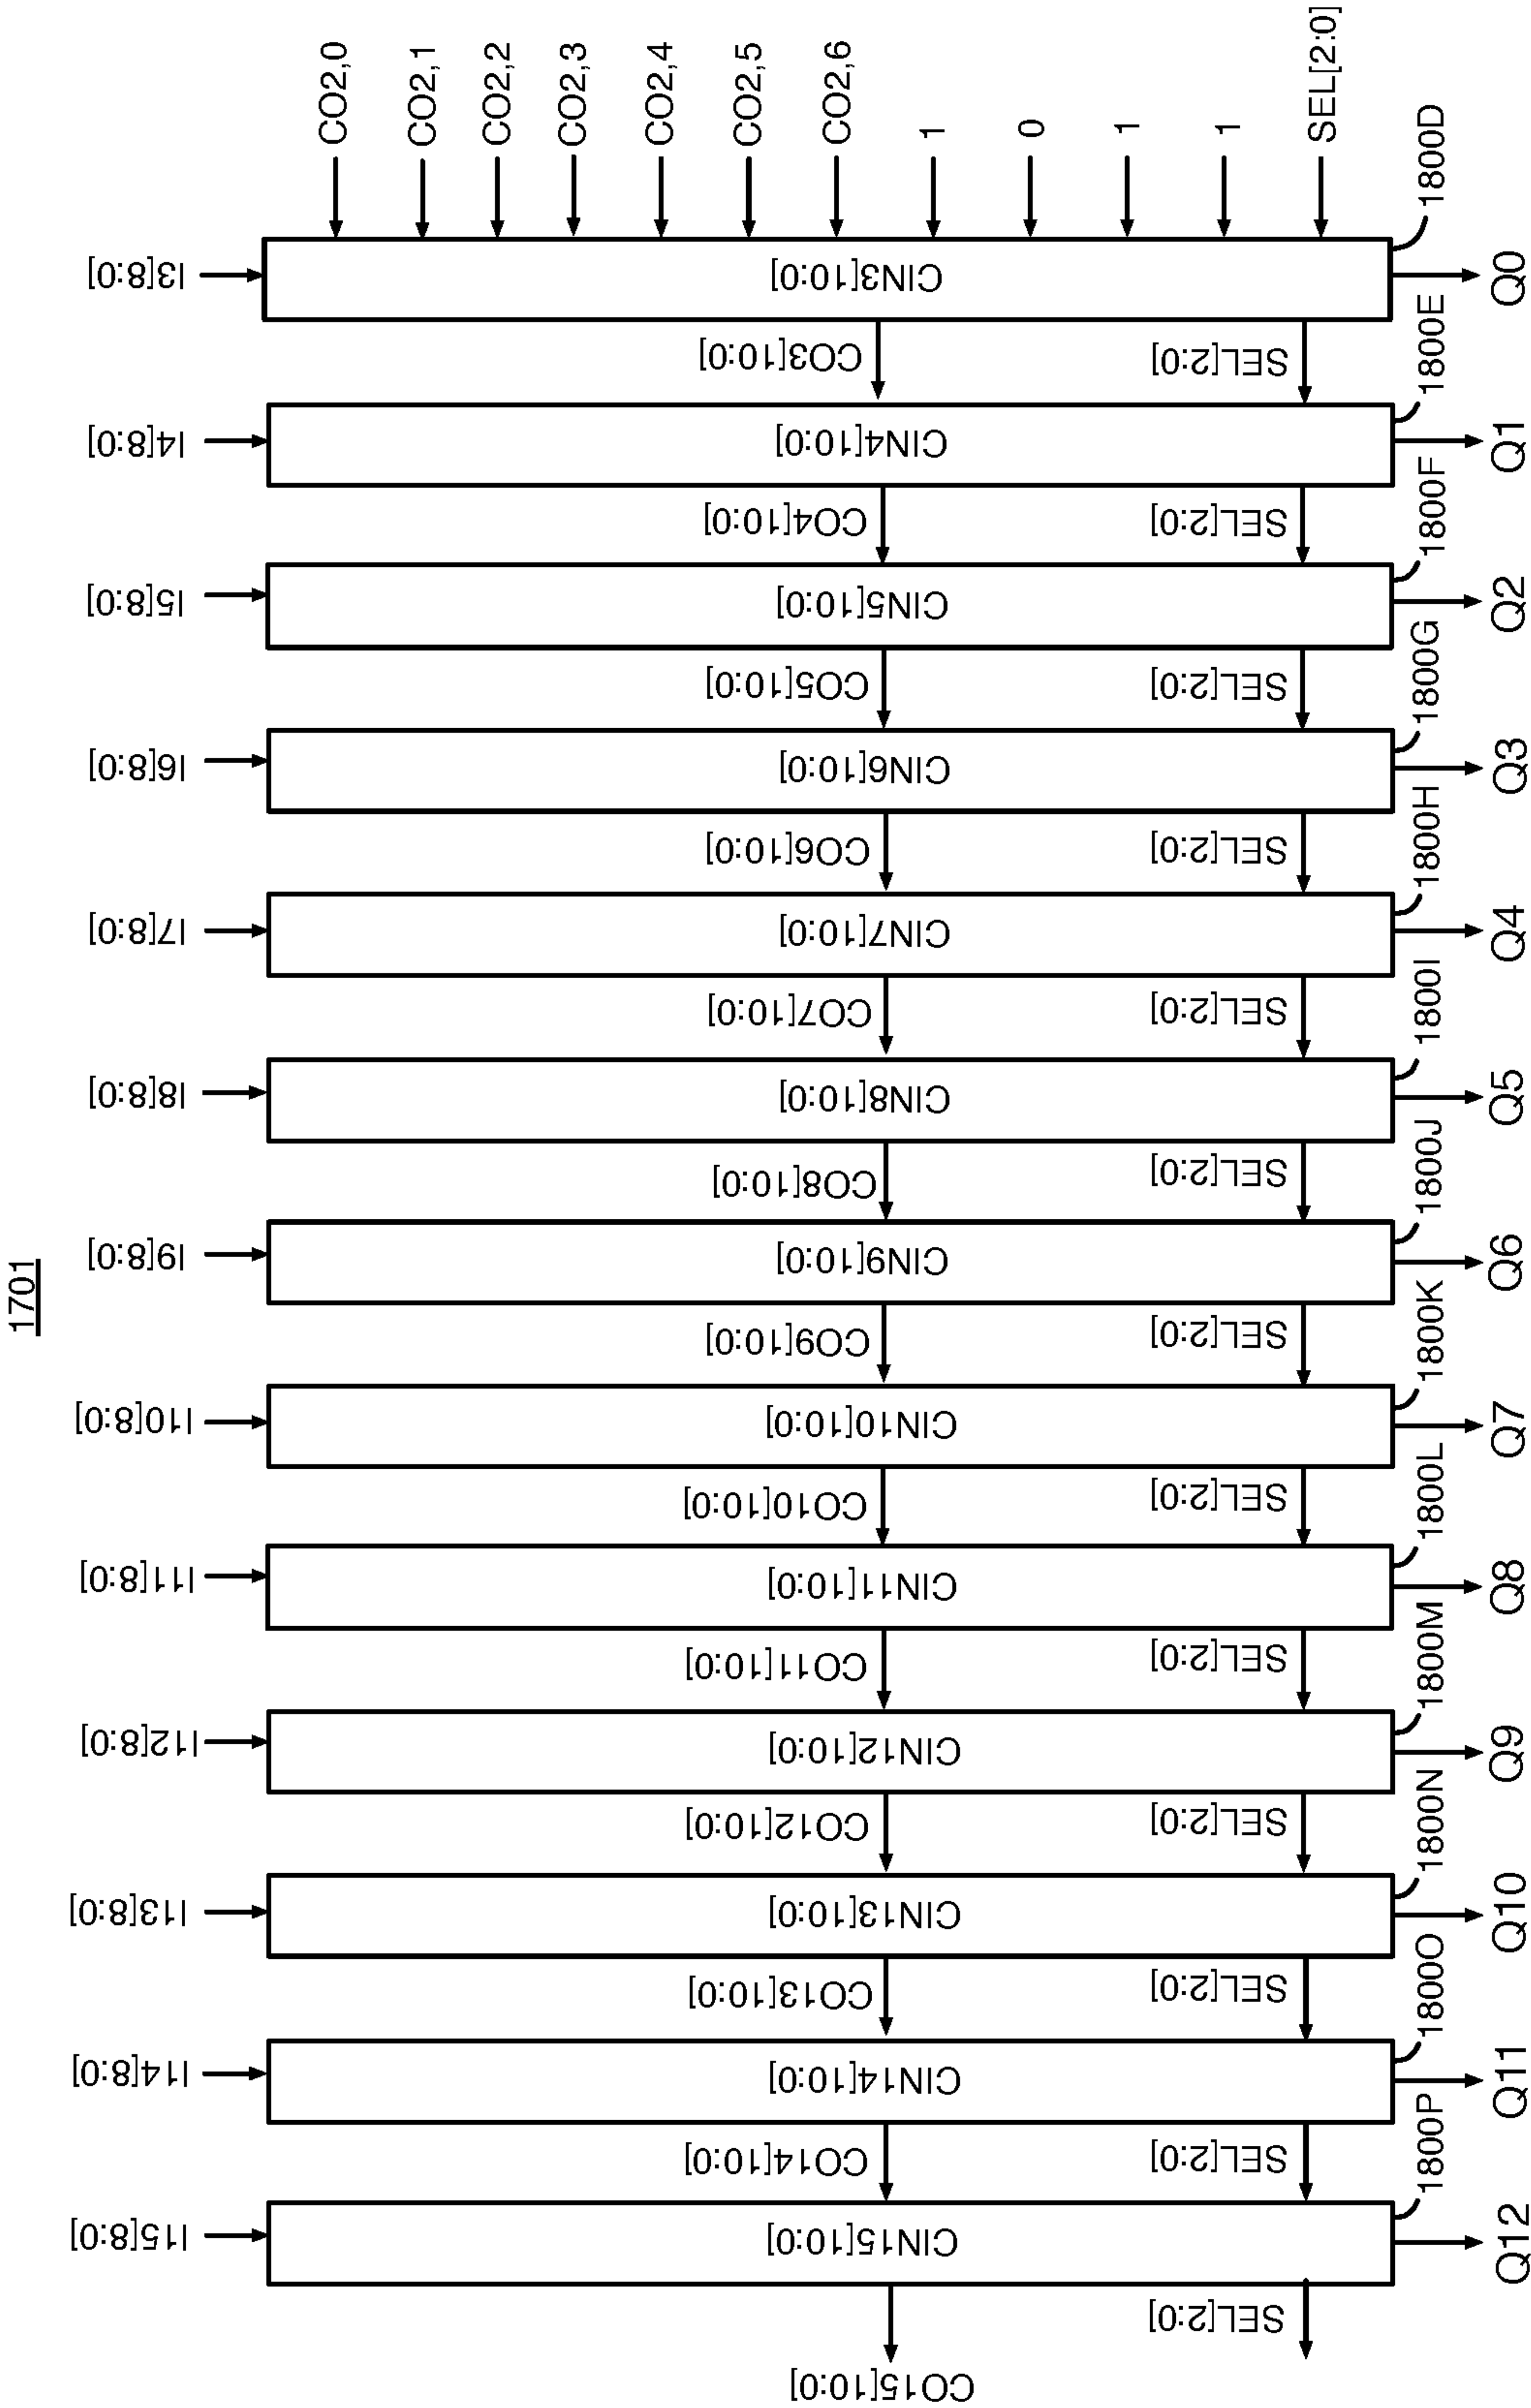 1701
CO2,0
CO2,1
CO2,2
CO2,3
CO2,4
CO2,5
CO2,6
1
0
1
1
SEL[2:0]
I3[8:0]
CIN3[10:0]
1800D
Q0
CO3[10:0]
SEL[2:0]
I4[8:0]
CIN4[10:0]
1800E
Q1
CO4[10:0]
SEL[2:0]
I5[8:0]
CIN5[10:0]
1800F
Q2
CO5[10:0]
SEL[2:0]
I6[8:0]
CIN6[10:0]
1800G
Q3
CO6[10:0]
SEL[2:0]
I7[8:0]
CIN7[10:0]
1800H
Q4
CO7[10:0]
SEL[2:0]
I8[8:0]
CIN8[10:0]
1800I
Q5
CO8[10:0]
SEL[2:0]
I9[8:0]
CIN9[10:0]
1800J
Q6
CO9[10:0]
SEL[2:0]
I10[8:0]
CIN10[10:0]
1800K
Q7
CO10[10:0]
SEL[2:0]
I11[8:0]
CIN11[10:0]
1800L
Q8
CO11[10:0]
SEL[2:0]
I12[8:0]
CIN12[10:0]
1800M
Q9
CO12[10:0]
SEL[2:0]
I13[8:0]
CIN13[10:0]
1800N
Q10
CO13[10:0]
SEL[2:0]
I14[8:0]
CIN14[10:0]
1800O
Q11
CO14[10:0]
SEL[2:0]
I15[8:0]
CIN15[10:0]
1800P
Q12
CO15[10:0]
SEL[2:0]